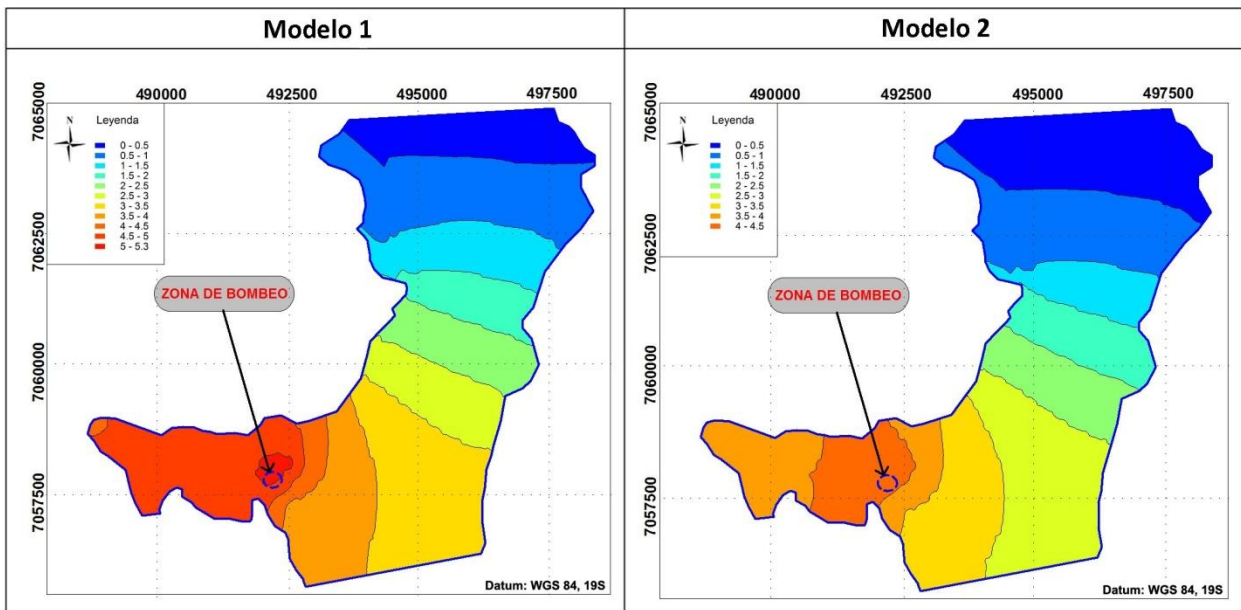 Modelo 1
490000 492500 495000 497500
7065000
7062500
7060000
7057500
N
Leyenda
0 - 0.5
0.5 - 1
1 - 1.5
1.5 - 2
2 - 2.5
2.5 - 3
3 - 3.5
3.5 - 4
4 - 4.5
4.5 - 5
5 - 5.3
ZONA DE BOMBEO
Datum: WGS 84, 19S
Modelo 2
490000 492500 495000 497500
7065000
7062500
7060000
7057500
N
Leyenda
0 - 0.5
0.5 - 1
1 - 1.5
1.5 - 2
2 - 2.5
2.5 - 3
3 - 3.5
3.5 - 4
4 - 4.5
ZONA DE BOMBEO
Datum: WGS 84, 19S